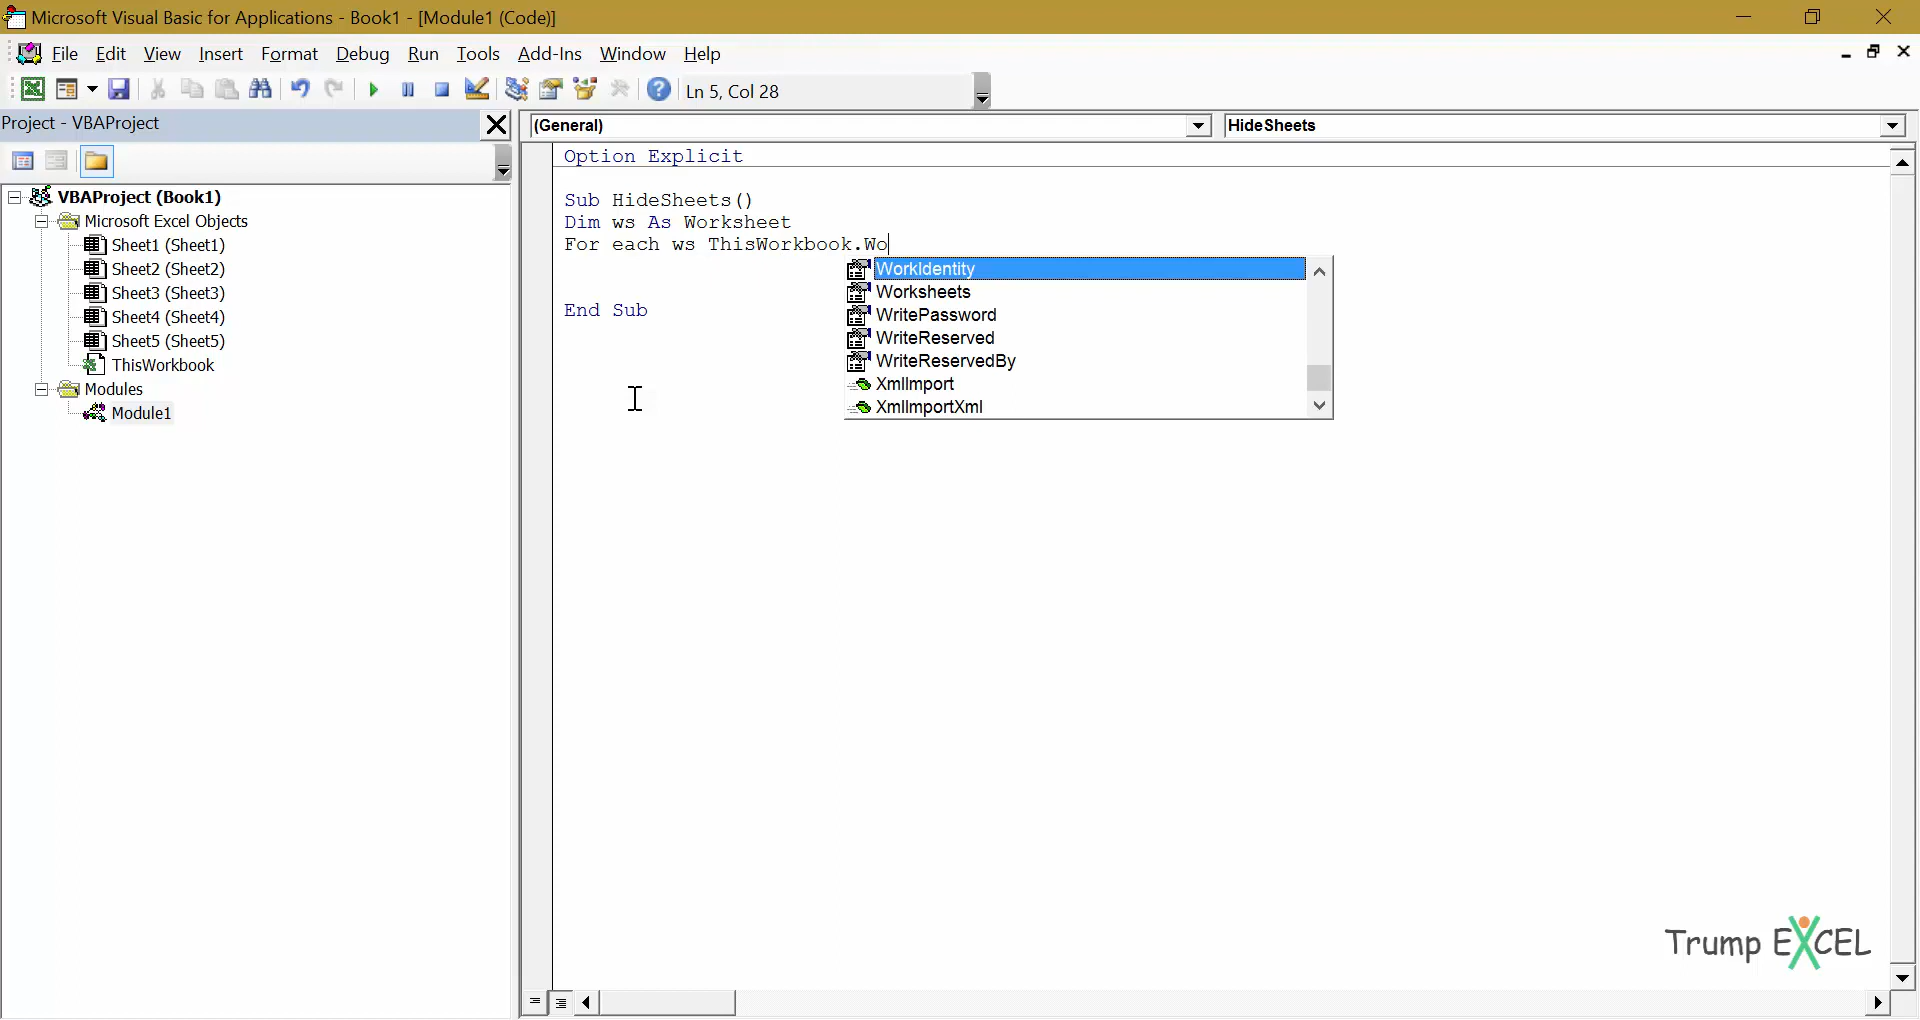 Microsoft Visual Basic for Applications - Book1 - [Module1 (Code)]
File Edit View Insert Format Debug Run Tools Add-Ins Window Help
Ln 5, Col 28
Project - VBAProject
(General)
HideSheets
VBAProject (Book1)
Microsoft Excel Objects
Sheet1 (Sheet1)
Sheet2 (Sheet2)
Sheet3 (Sheet3)
Sheet4 (Sheet4)
Sheet5 (Sheet5)
ThisWorkbook
Modules
Module1
Option Explicit
Sub HideSheets()
Dim ws As Worksheet
For each ws ThisWorkbook.Wo
WorkIdentity
Worksheets
WritePassword
WriteReserved
WriteReservedBy
XmlImport
XmlImportXml
End Sub
Trump EXCEL